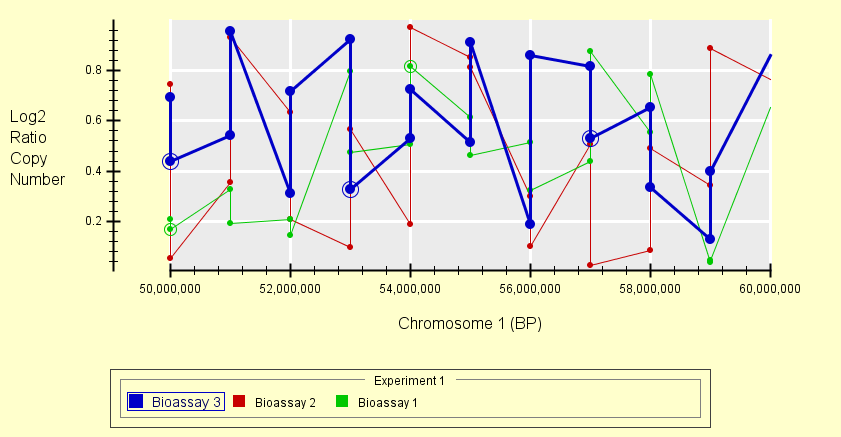 Log2
Ratio
Copy
Number
0.8
0.6
0.4
0.2
50,000,000 52,000,000 54,000,000 56,000,000 58,000,000 60,000,000
Chromosome 1 (BP)
Experiment 1
Bioassay 3 Bioassay 2 Bioassay 1